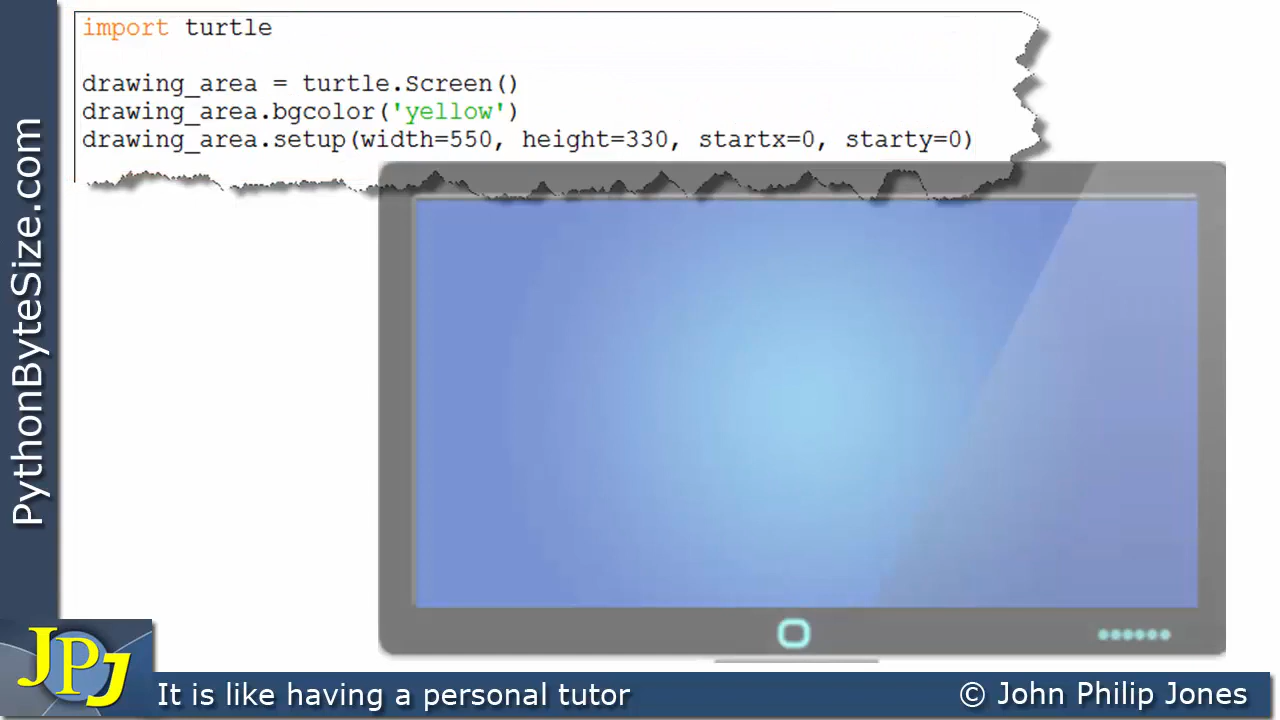 import turtle
drawing_area = turtle.Screen()
drawing_area.bgcolor('yellow')
drawing_area.setup(width=550, height=330, startx=0, starty=0)
PythonByteSize.com
JPJ
It is like having a personal tutor
© John Philip Jones